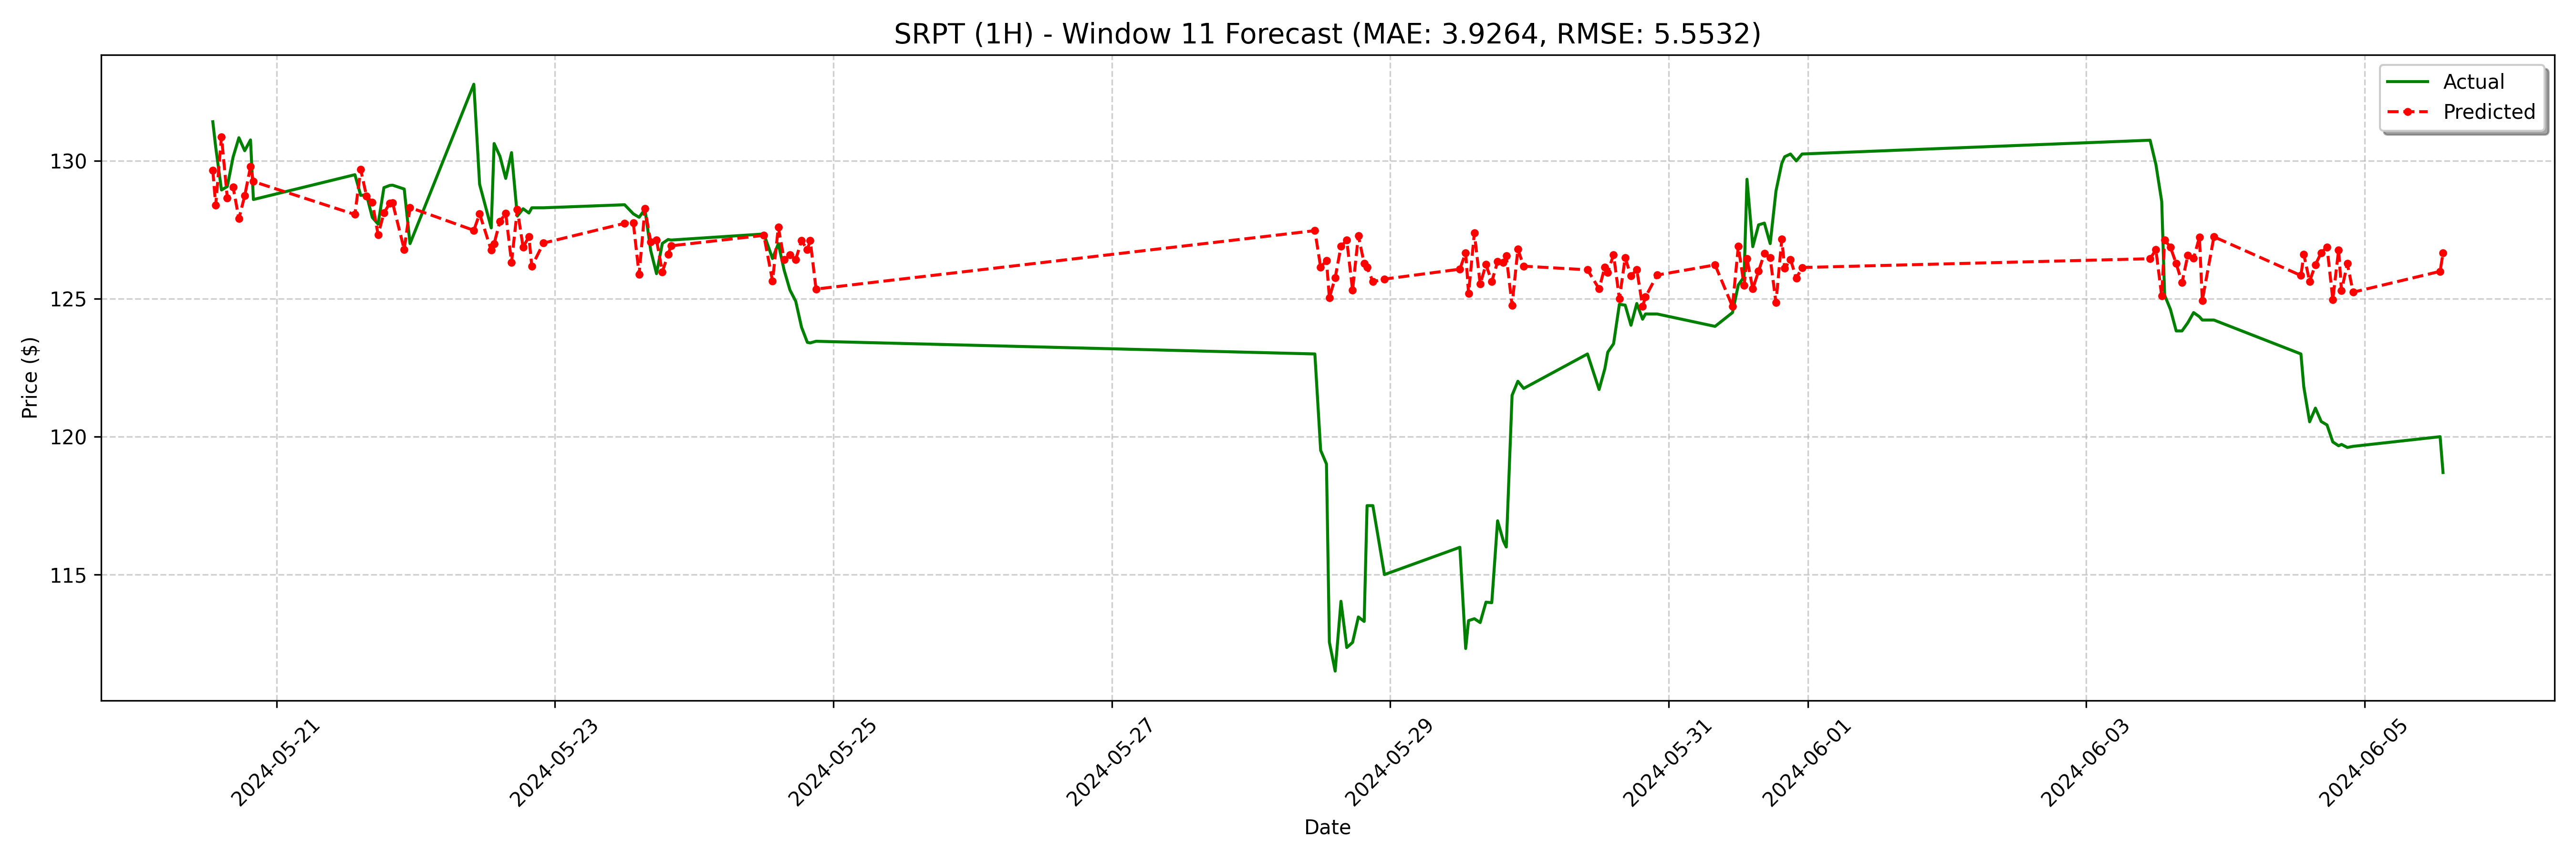 SRPT (1H) - Window 11 Forecast (MAE: 3.9264, RMSE: 5.5532)
Actual
Predicted
Price ($)
130
125
120
115
2024-05-21
2024-05-23
2024-05-25
2024-05-27
2024-05-29
2024-05-31
2024-06-01
2024-06-03
2024-06-05
Date